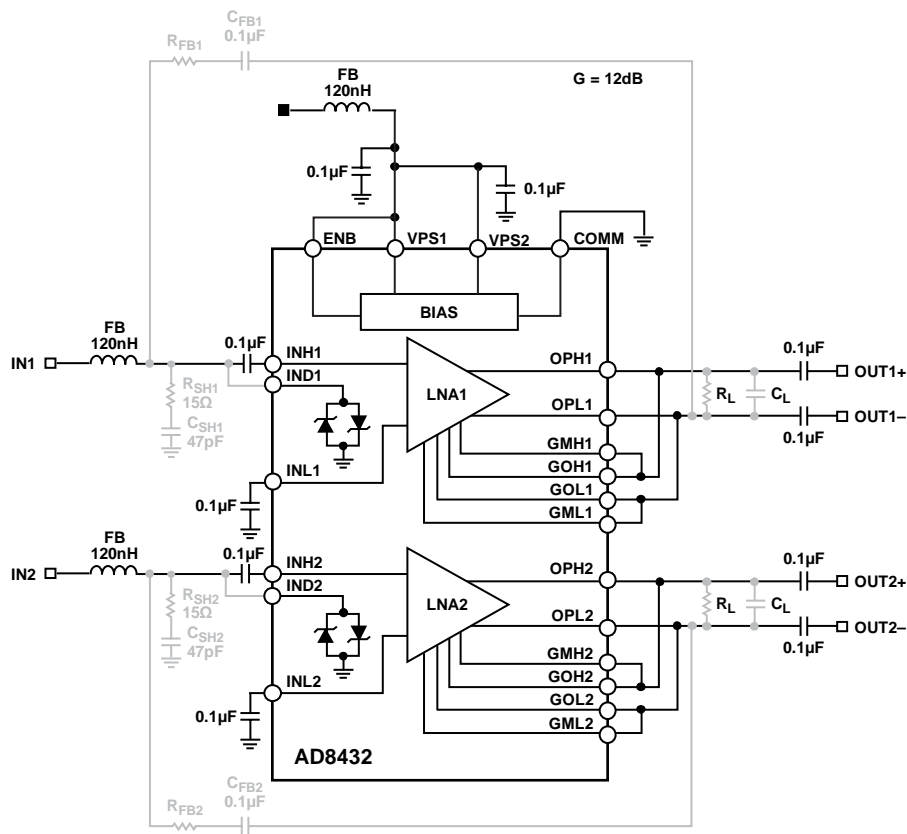 CFB1
0.1µF
RFB1
FB
120nH
G = 12dB
0.1µF
0.1µF
ENB
VPS1
VPS2
COMM
BIAS
FB
120nH
0.1µF
IN1
INH1
IND1
RSH1
15Ω
CSH1
47pF
INL1
0.1µF
LNA1
OPH1
OPL1
GMH1
GOH1
GOL1
GML1
0.1µF
OUT1+
RL
CL
OUT1–
0.1µF
FB
120nH
0.1µF
IN2
INH2
IND2
RSH2
15Ω
CSH2
47pF
INL2
0.1µF
LNA2
OPH2
OPL2
GMH2
GOH2
GOL2
GML2
0.1µF
OUT2+
RL
CL
OUT2–
0.1µF
AD8432
CFB2
0.1µF
RFB2